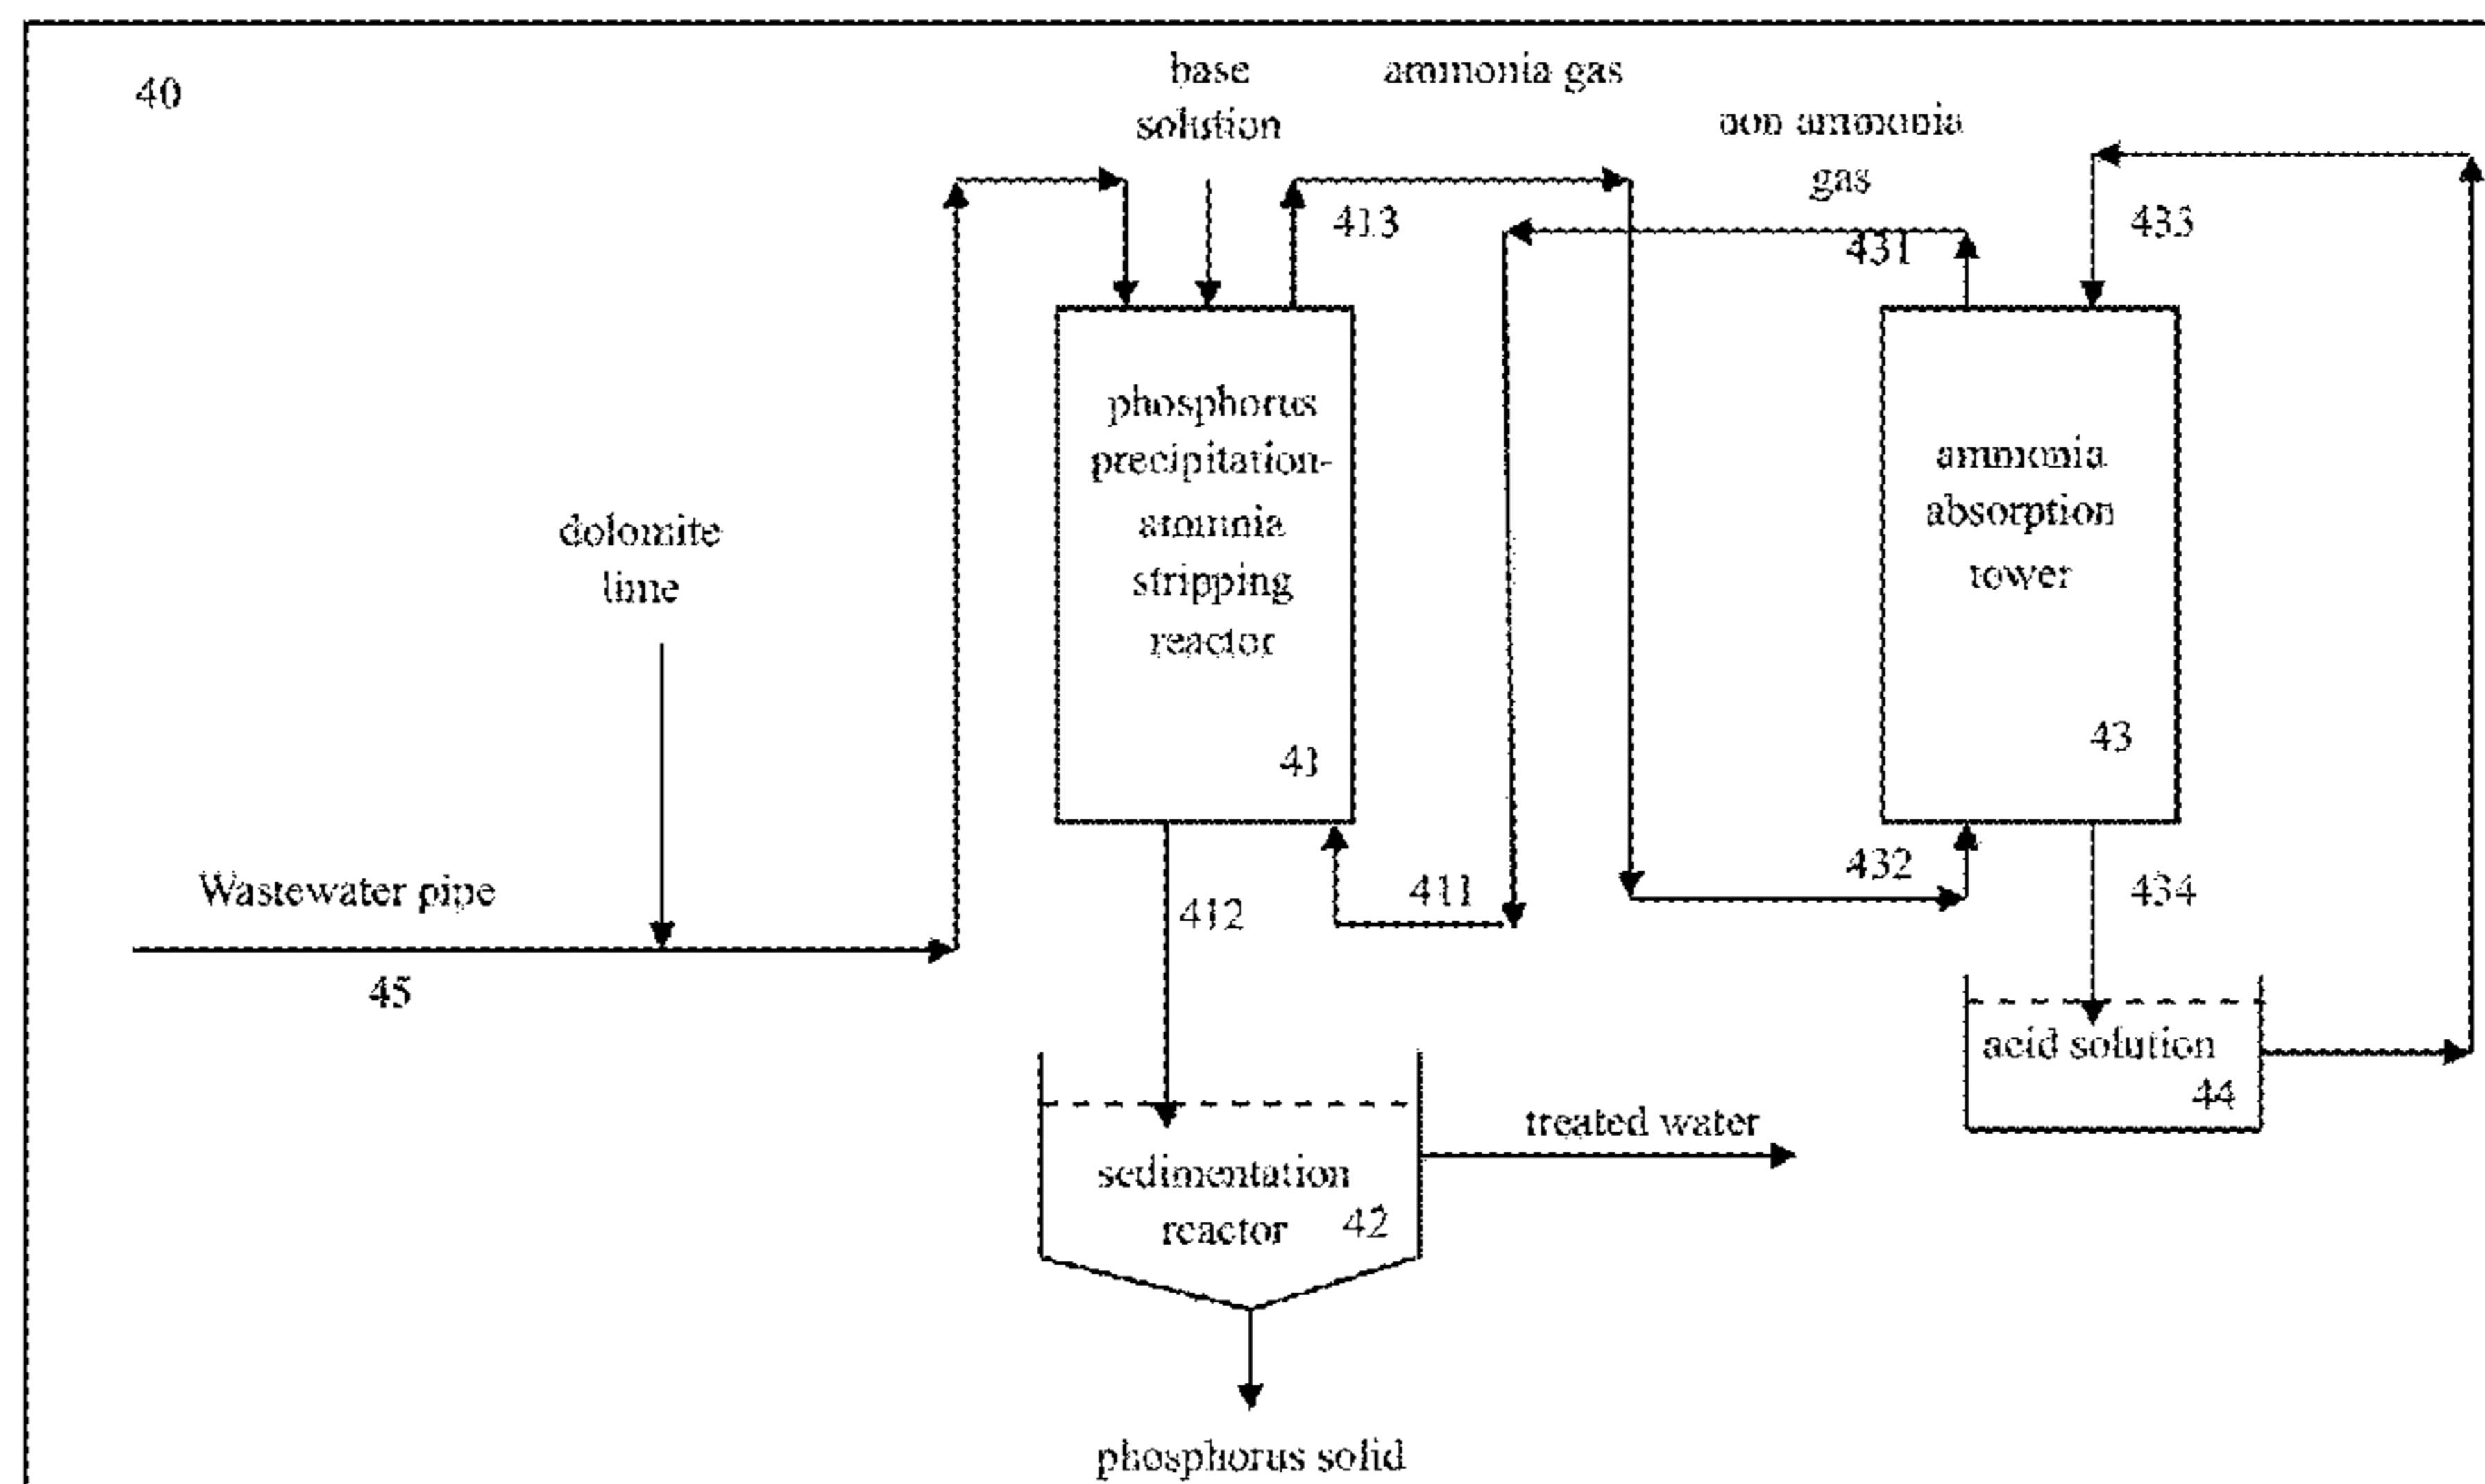 40
base
solution
ammonia gas
non ammonia
gas
413
431
433
phosphorus
precipitation-
ammnia
stripping
reactor
41
ammonia
absorption
tower
43
dolomite
lime
Wastewater pipe
45
412
411
432
434
acid solution
44
sedimentation
reactor
42
treated water
phosphorus solid